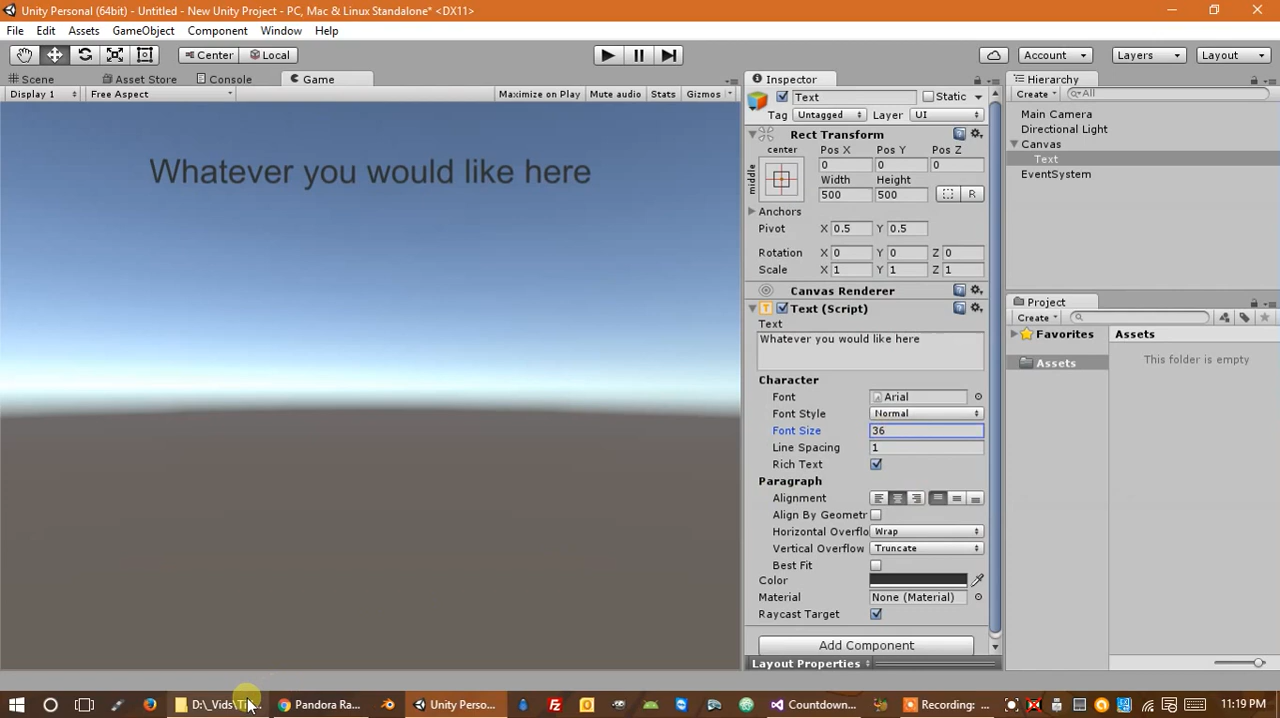 Unity Personal (64bit) - Untitled - New Unity Project - PC, Mac & Linux Standalone* <DX11>
File Edit Assets GameObject Component Window Help
Center Local Account Layers Layout
Scene Asset Store Console Game Inspector Hierarchy
Display 1 Free Aspect Maximize on Play Mute audio Stats Gizmos Text Static Create All
Tag Untagged Layer UI Main Camera
Rect Transform Directional Light
center Pos X Pos Y Pos Z Canvas
0 0 0 Text
middle Width Height EventSystem
500 500 R
Whatever you would like here
Anchors
Pivot X 0.5 Y 0.5
Rotation X 0 Y 0 Z 0
Scale X 1 Y 1 Z 1
Canvas Renderer Project
Text (Script) Create
Text Favorites Assets
Whatever you would like here Assets This folder is empty
Character
Font Arial
Font Style Normal
Font Size 36
Line Spacing 1
Rich Text
Paragraph
Alignment
Align By Geometr
Horizontal Overflo Wrap
Vertical Overflow Truncate
Best Fit
Color
Material None (Material)
Raycast Target
Add Component
Layout Properties
D:\_Vids\Ti... Pandora Ra... Unity Perso... Countdown... Recording: ... 11:19 PM